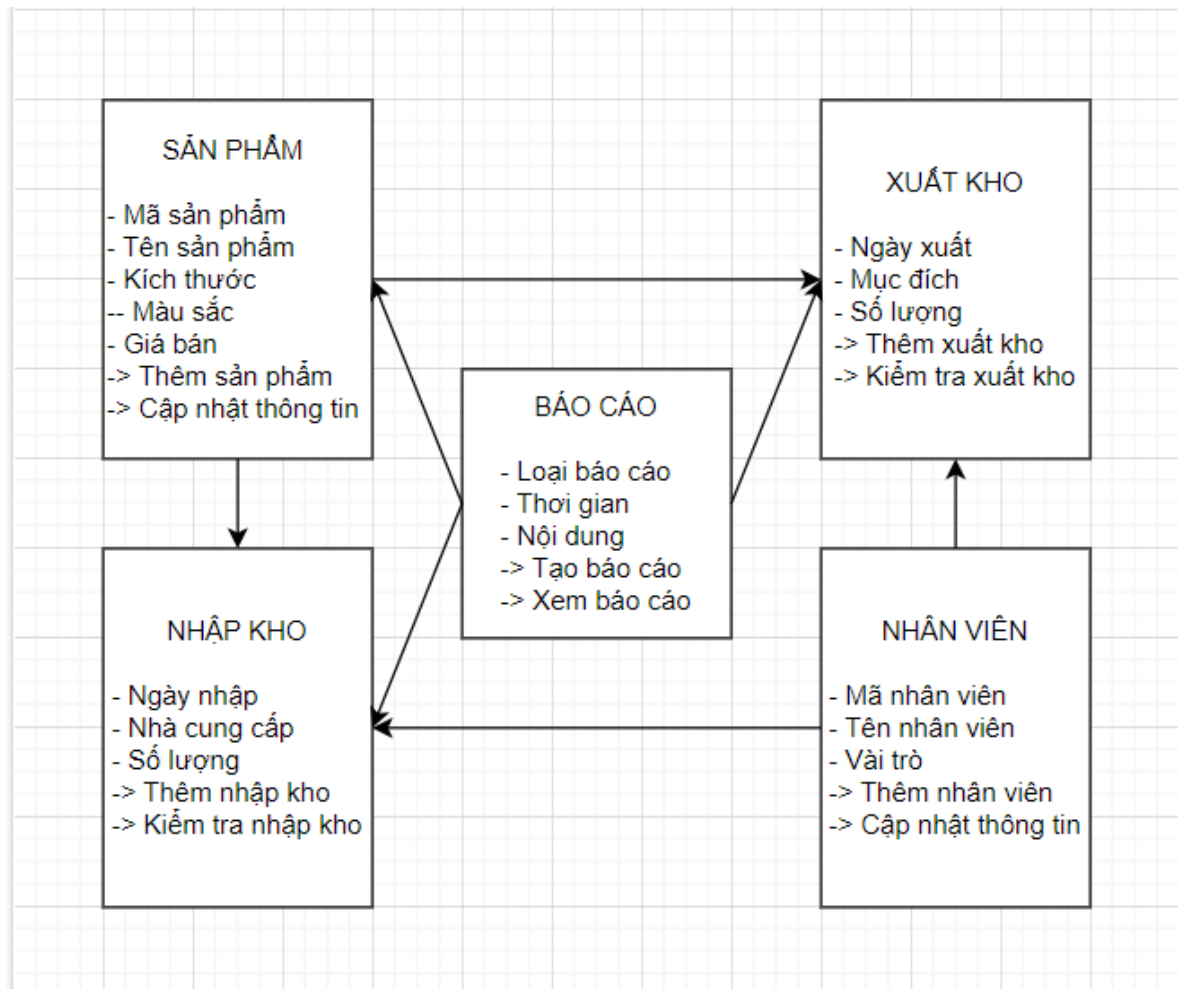 SẢN PHẨM
- Mã sản phẩm
- Tên sản phẩm
- Kích thước
-- Màu sắc
- Giá bán
-> Thêm sản phẩm
-> Cập nhật thông tin
XUẤT KHO
- Ngày xuất
- Mục đích
- Số lượng
-> Thêm xuất kho
-> Kiểm tra xuất kho
BÁO CÁO
- Loại báo cáo
- Thơi gian
- Nội dung
-> Tạo báo cáo
-> Xem báo cáo
NHẬP KHO
- Ngày nhập
- Nhà cung cấp
- Số lượng
-> Thêm nhập kho
-> Kiểm tra nhập kho
NHÂN VIÊN
- Mã nhân viên
- Tên nhân viên
- Vài trò
-> Thêm nhân viên
-> Cập nhật thông tin